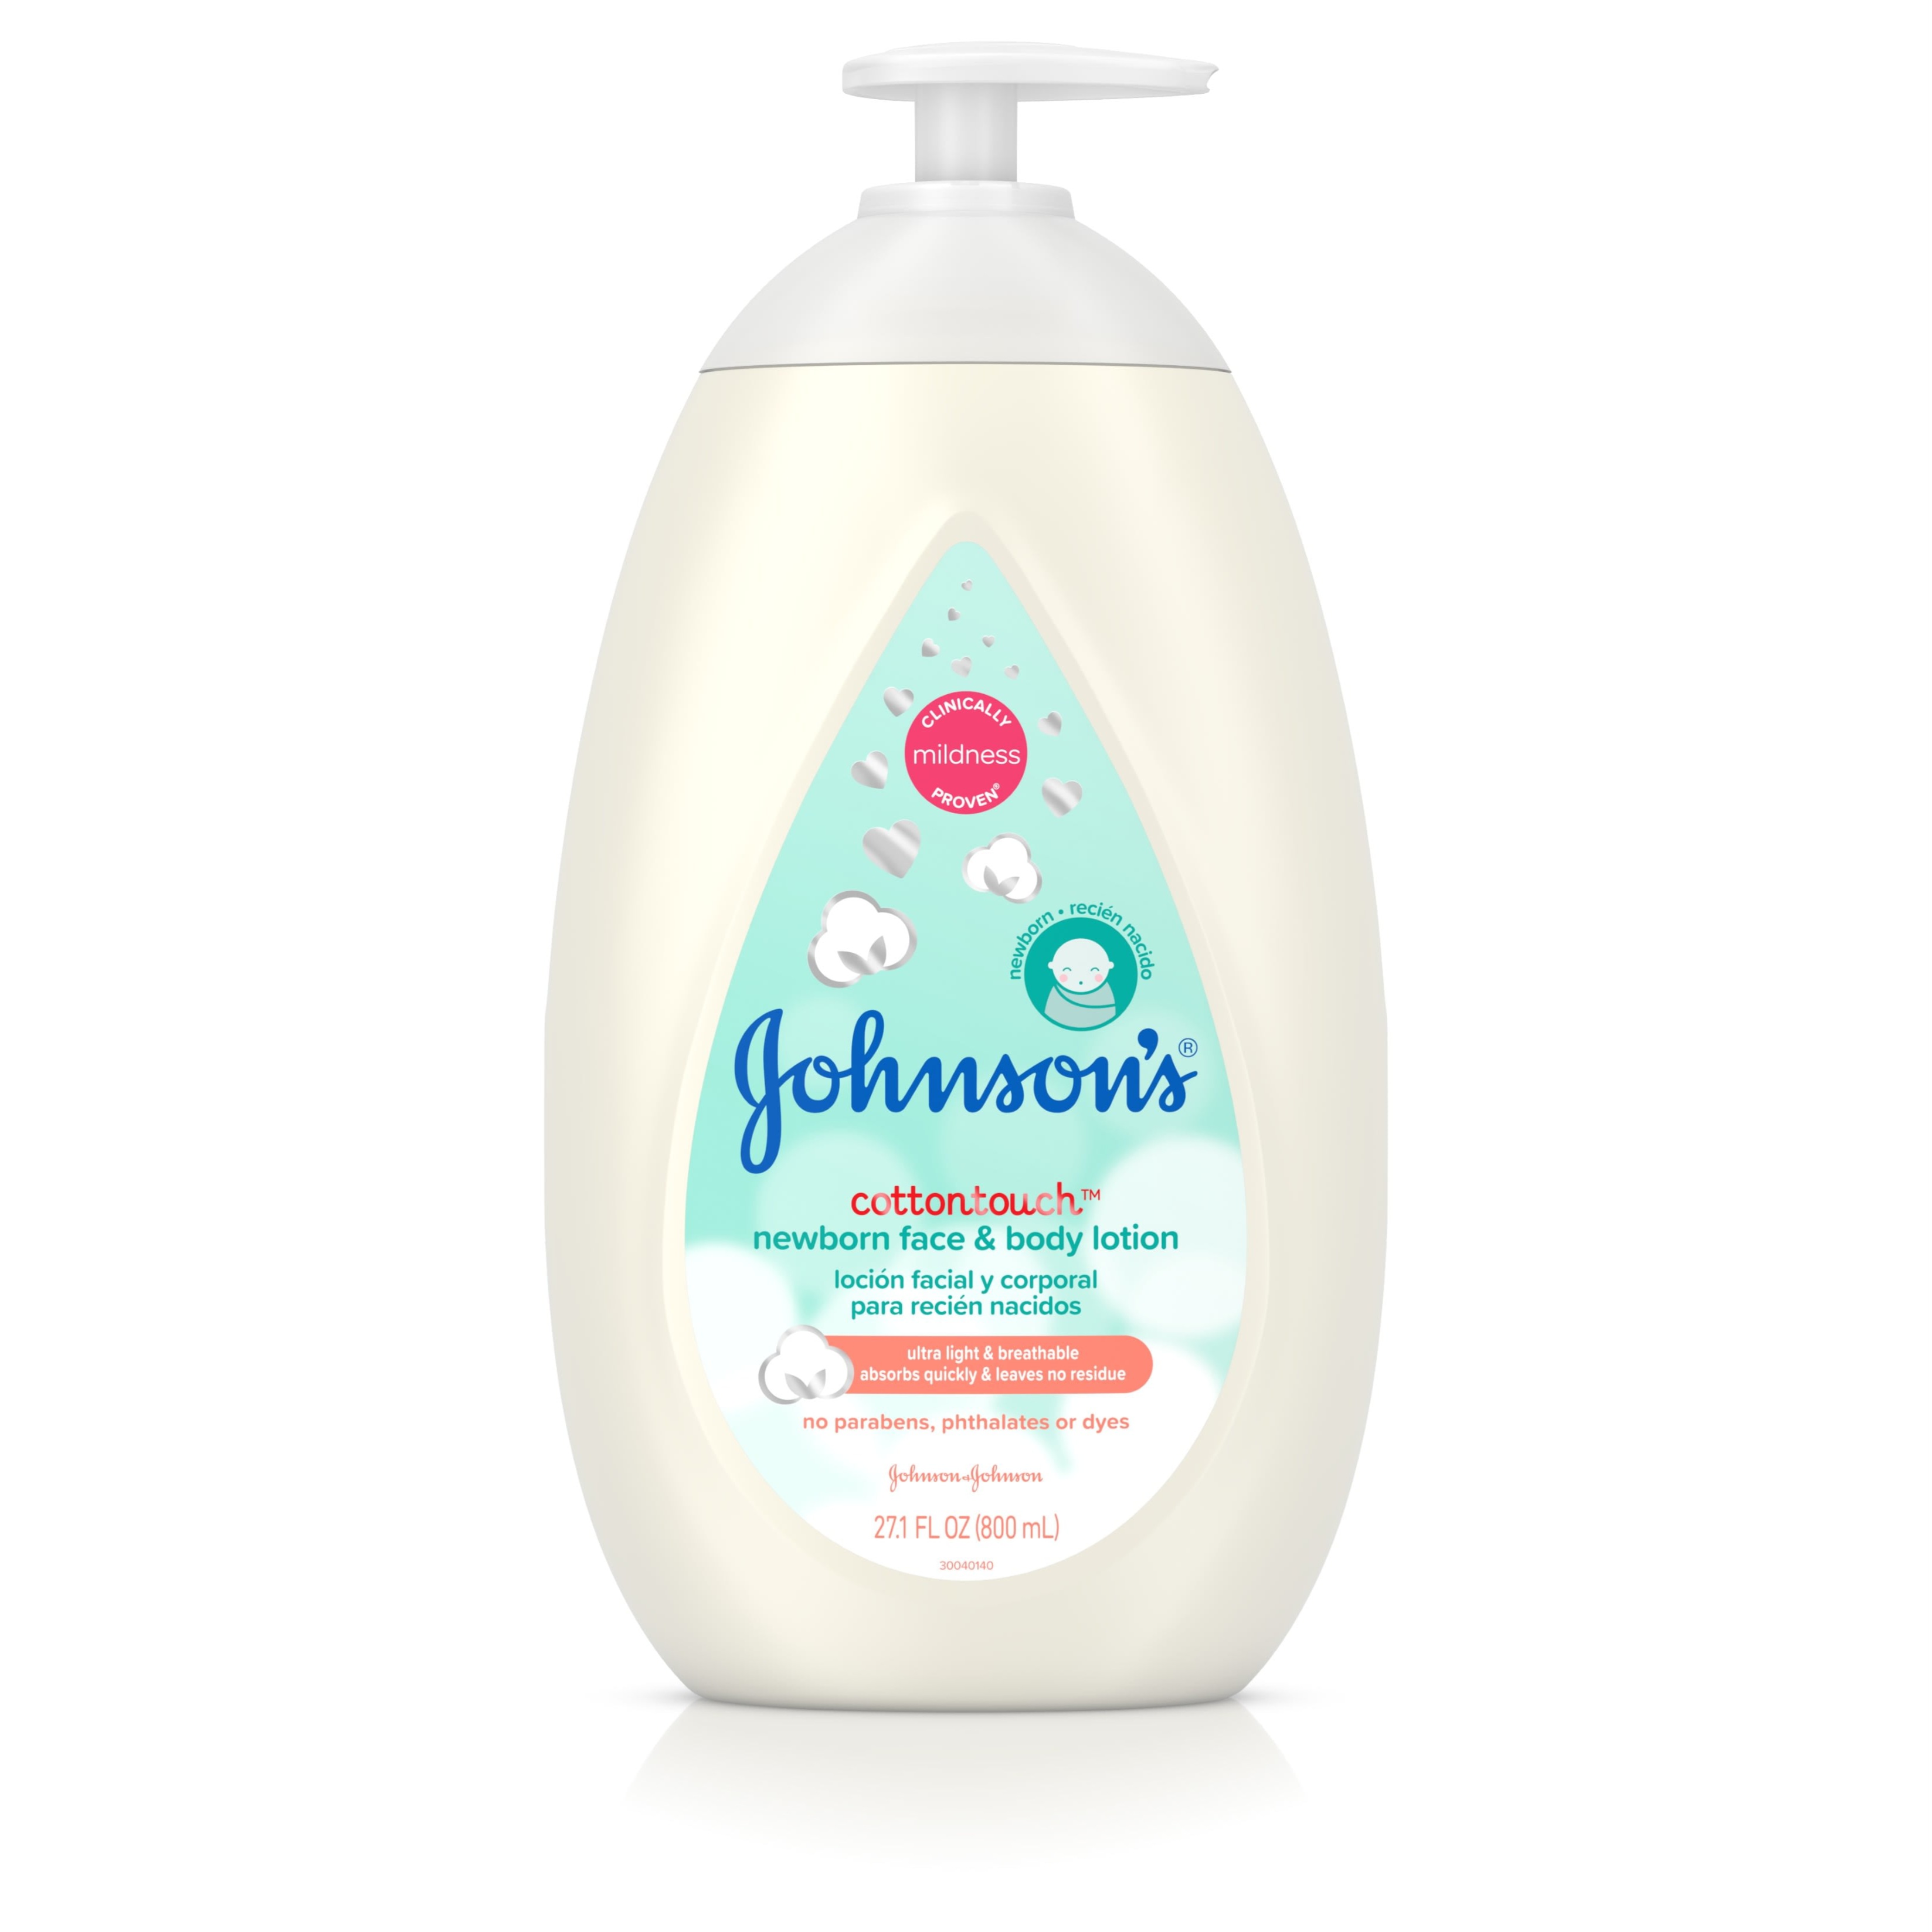 CLINICALLY
mildness
PROVEN®
newborn • recién nacido
Johnson's®
cottontouch™
newborn face & body lotion
loción facial y corporal
para recién nacidos
ultra light & breathable
absorbs quickly & leaves no residue
no parabens, phthalates or dyes
Johnson & Johnson
27.1 FL OZ (800 mL)
30040140